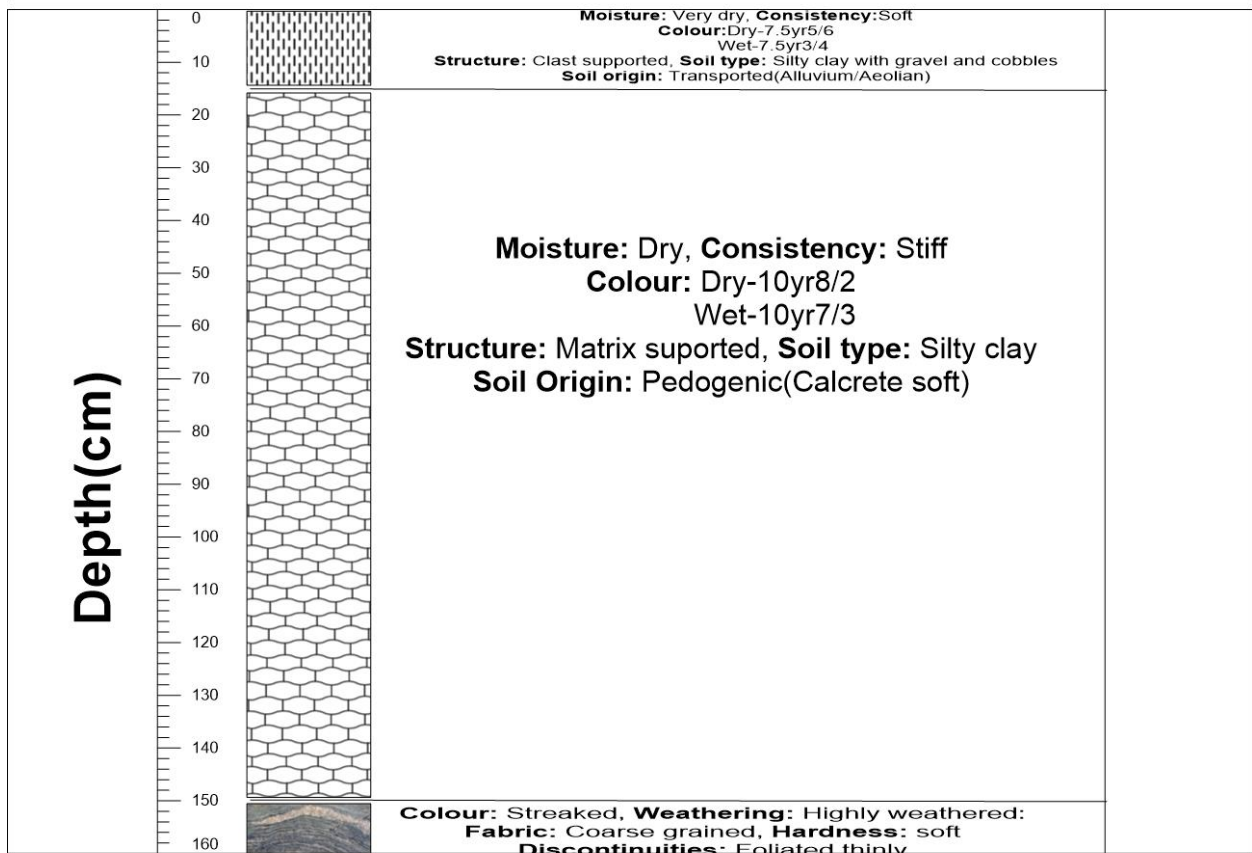 0
Moisture: Very dry, Consistency:Soft
Colour:Dry-7.5yr5/6
Wet-7.5yr3/4
10
Structure: Clast supported, Soil type: Silty clay with gravel and cobbles
Soil origin: Transported(Alluvium/Aeolian)
20
30
40
Moisture: Dry, Consistency: Stiff
50
Colour: Dry-10yr8/2
Wet-10yr7/3
60
Structure: Matrix suported, Soil type: Silty clay
70
Soil Origin: Pedogenic(Calcrete soft)
80
90
Depth(cm)
100
110
120
130
140
150
Colour: Streaked, Weathering: Highly weathered:
Fabric: Coarse grained, Hardness: soft
160
Discontinuities: Foliated thinly